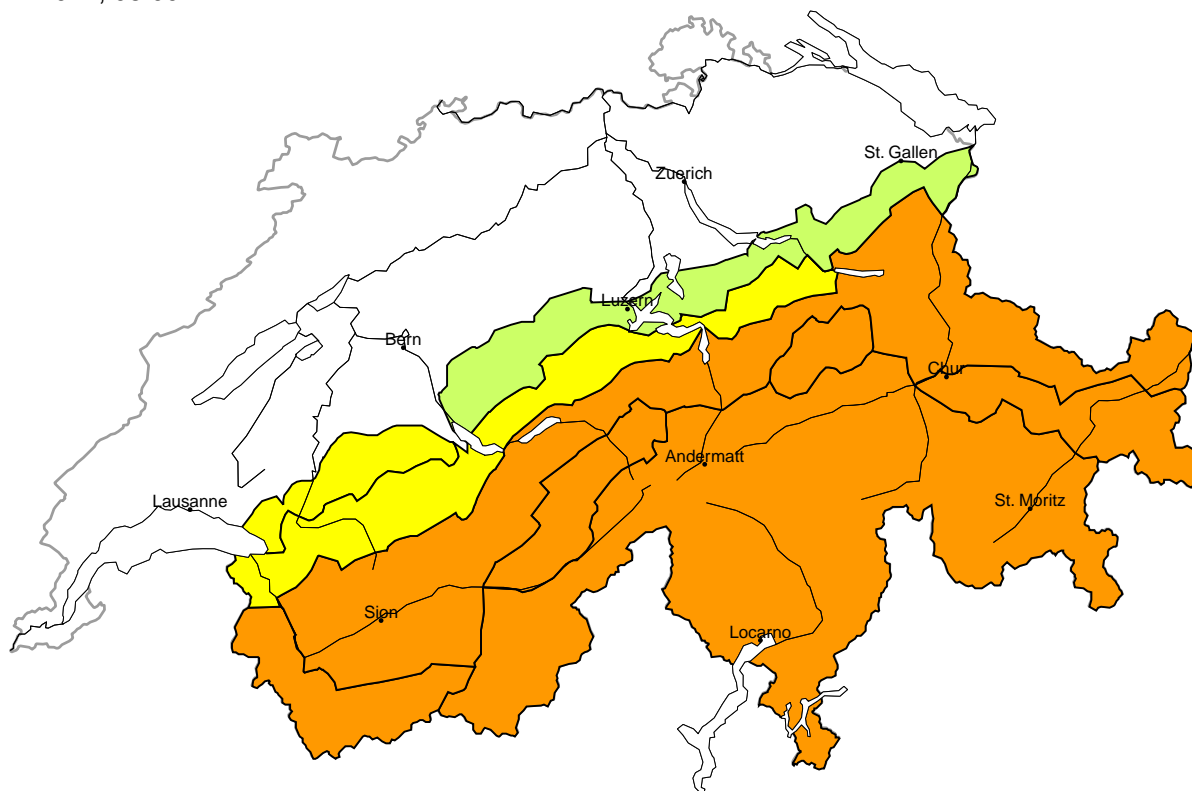 St. Gallen
Zuerich
Luzern
Bern
Chur
Andermatt
Lausanne
St. Moritz
Sion
Locarno